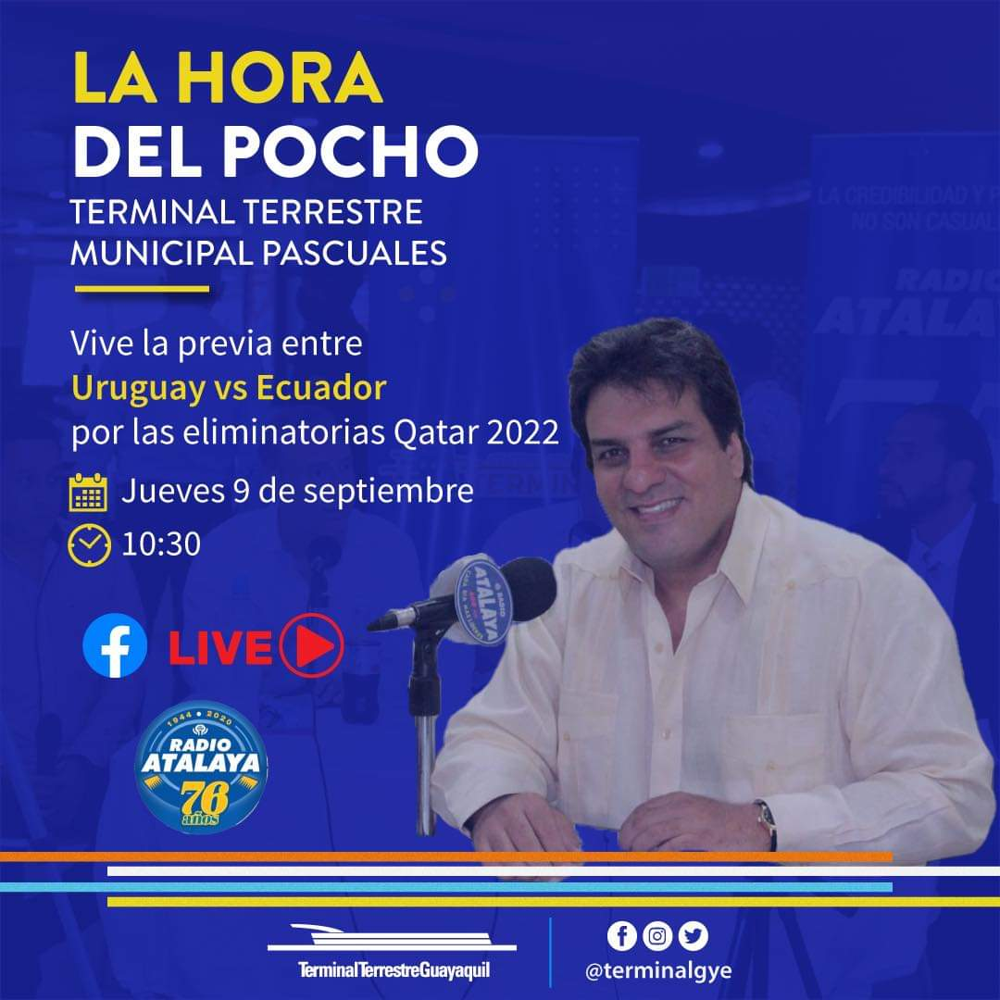 LA HORA
DEL POCHO
TERMINAL TERRESTRE
MUNICIPAL PASCUALES
LA CREDIBILIDAD Y
NO SON
RADIO
ATALAYA
Vive la previa entre
Uruguay vs Ecuador
por las eliminatorias Qatar 2022
Jueves 9 de septiembre
10:30
RADIO
ATALAYA
LIVE
1944 • 2020
RADIO
ATALAYA
76
años
TerminalTerrestreGuayaquil
@terminalgye